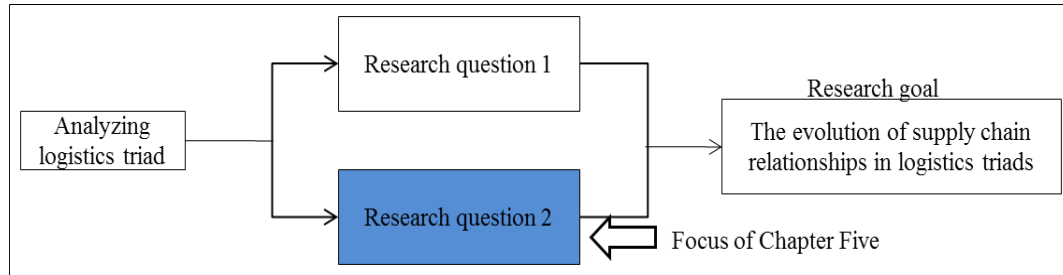 Analyzing
logistics triad
Research question 1
Research question 2
Research goal
The evolution of supply chain
relationships in logistics triads
Focus of Chapter Five